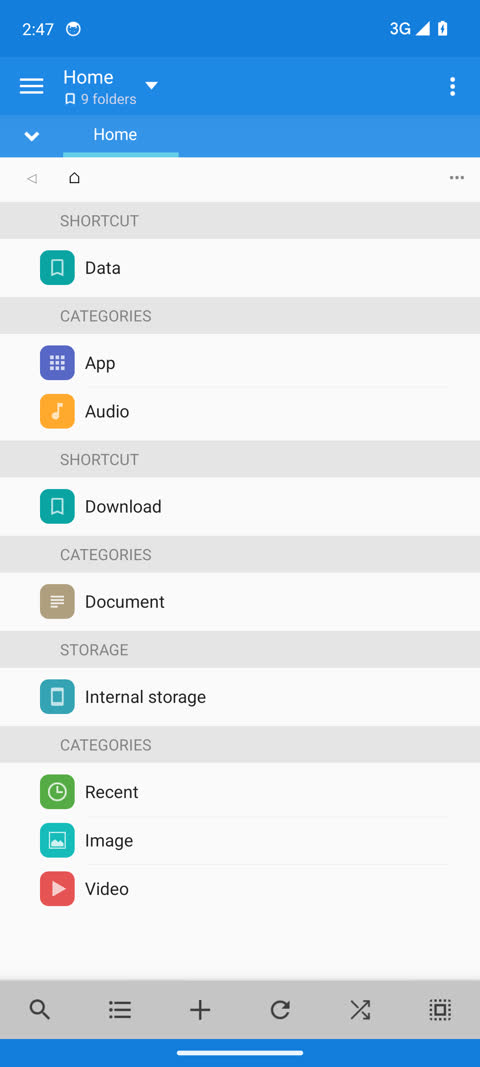 2:47
3G
Home
9 folders
Home
SHORTCUT
Data
CATEGORIES
App
Audio
SHORTCUT
Download
CATEGORIES
Document
STORAGE
Internal storage
CATEGORIES
Recent
Image
Video